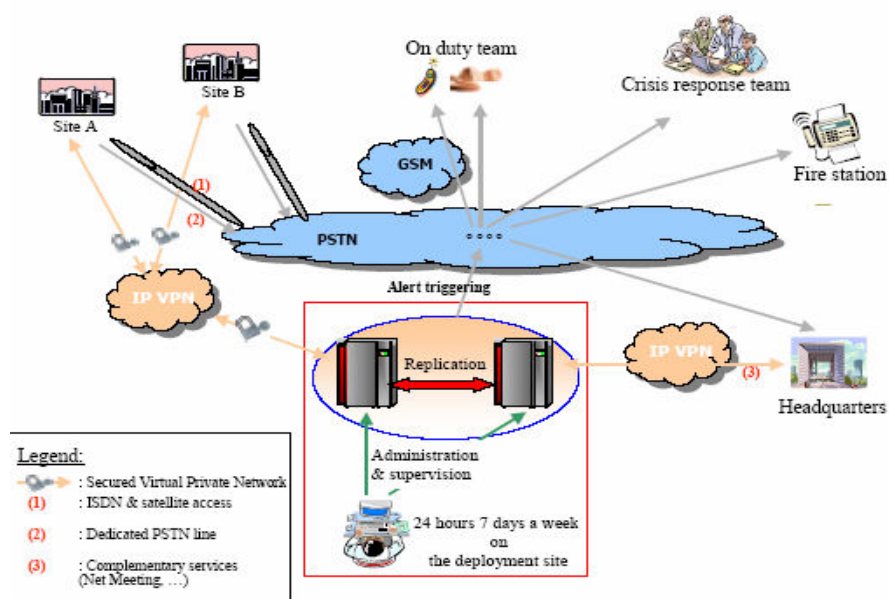 On duty team
Site B
Site A
Crisis response team
GSM
Fire station
(1)
(2)
PSTN
Alert triggering
IP VPN
IP VPN
Replication
(3)
Headquarters
Administration
& supervision
24 hours 7 days a week
on
the deployment site
Legend:
: Secured Virtual Private Network
(1) : ISDN & satellite access
(2) : Dedicated PSTN line
(3) : Complementary services
(Net Meeting, …)